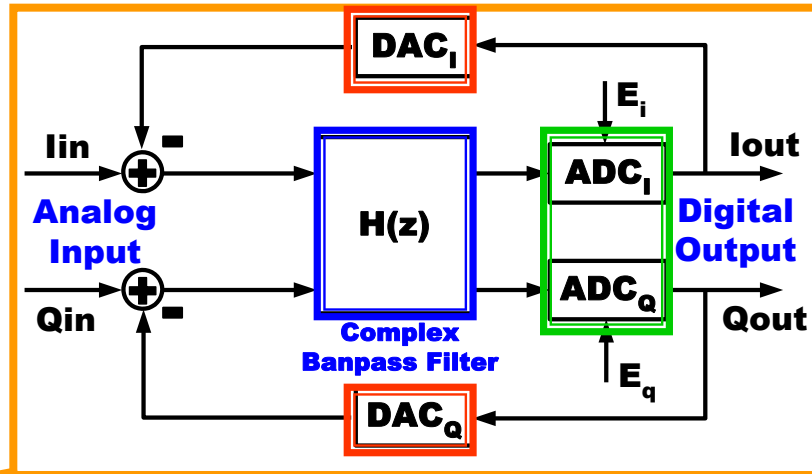 DAC_I
E_i
Iin
-
Iout
+
ADC_I
Analog
Input
H(z)
Digital
Output
+
ADC_Q
Qin
-
Qout
Complex
Banpass Filter
E_q
DAC_Q